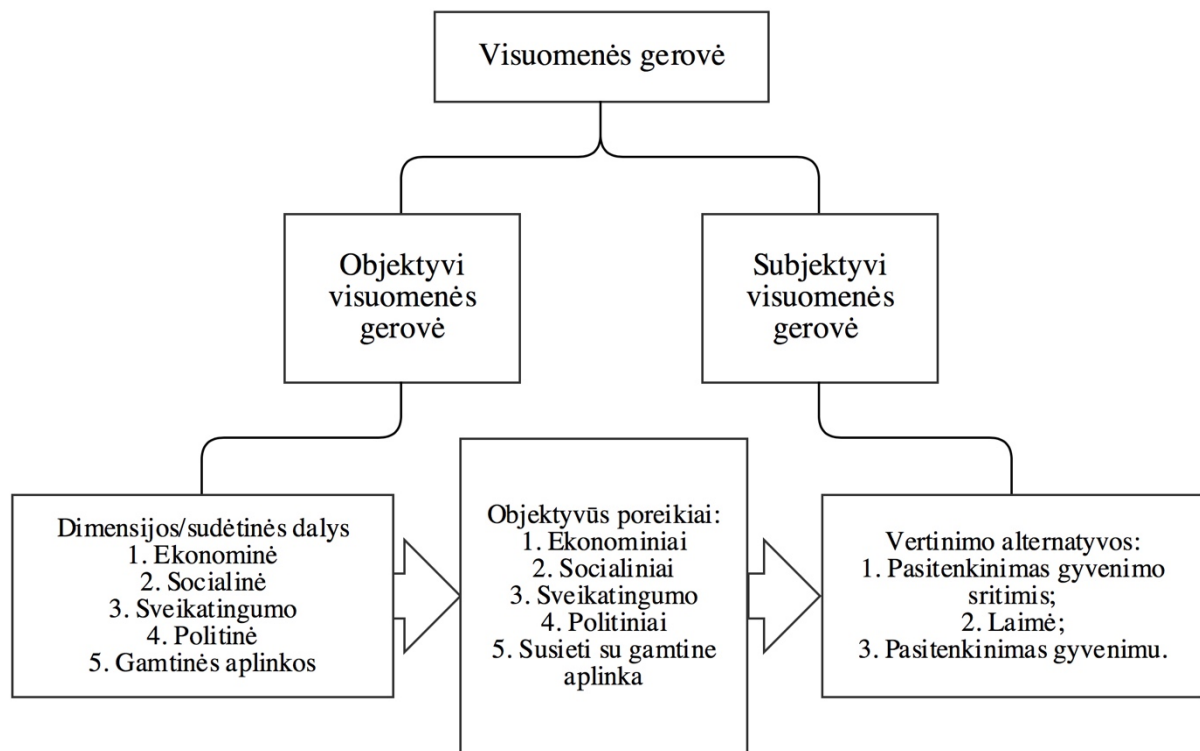 Visuomenės gerovė
Objektyvi
visuomenės
gerovė
Subjektyvi
visuomenės
gerovė
Dimensijos/sudėtinės dalys
1. Ekonominė
2. Socialinė
3. Sveikatingumo
4. Politinė
5. Gamtinės aplinkos
Objektyvūs poreikiai:
1. Ekonominiai
2. Socialiniai
3. Sveikatingumo
4. Politiniai
5. Susieti su gamtine
aplinka
Vertinimo alternatyvos:
1. Pasitenkinimas gyvenimo
sritimis;
2. Laimė;
3. Pasitenkinimas gyvenimu.